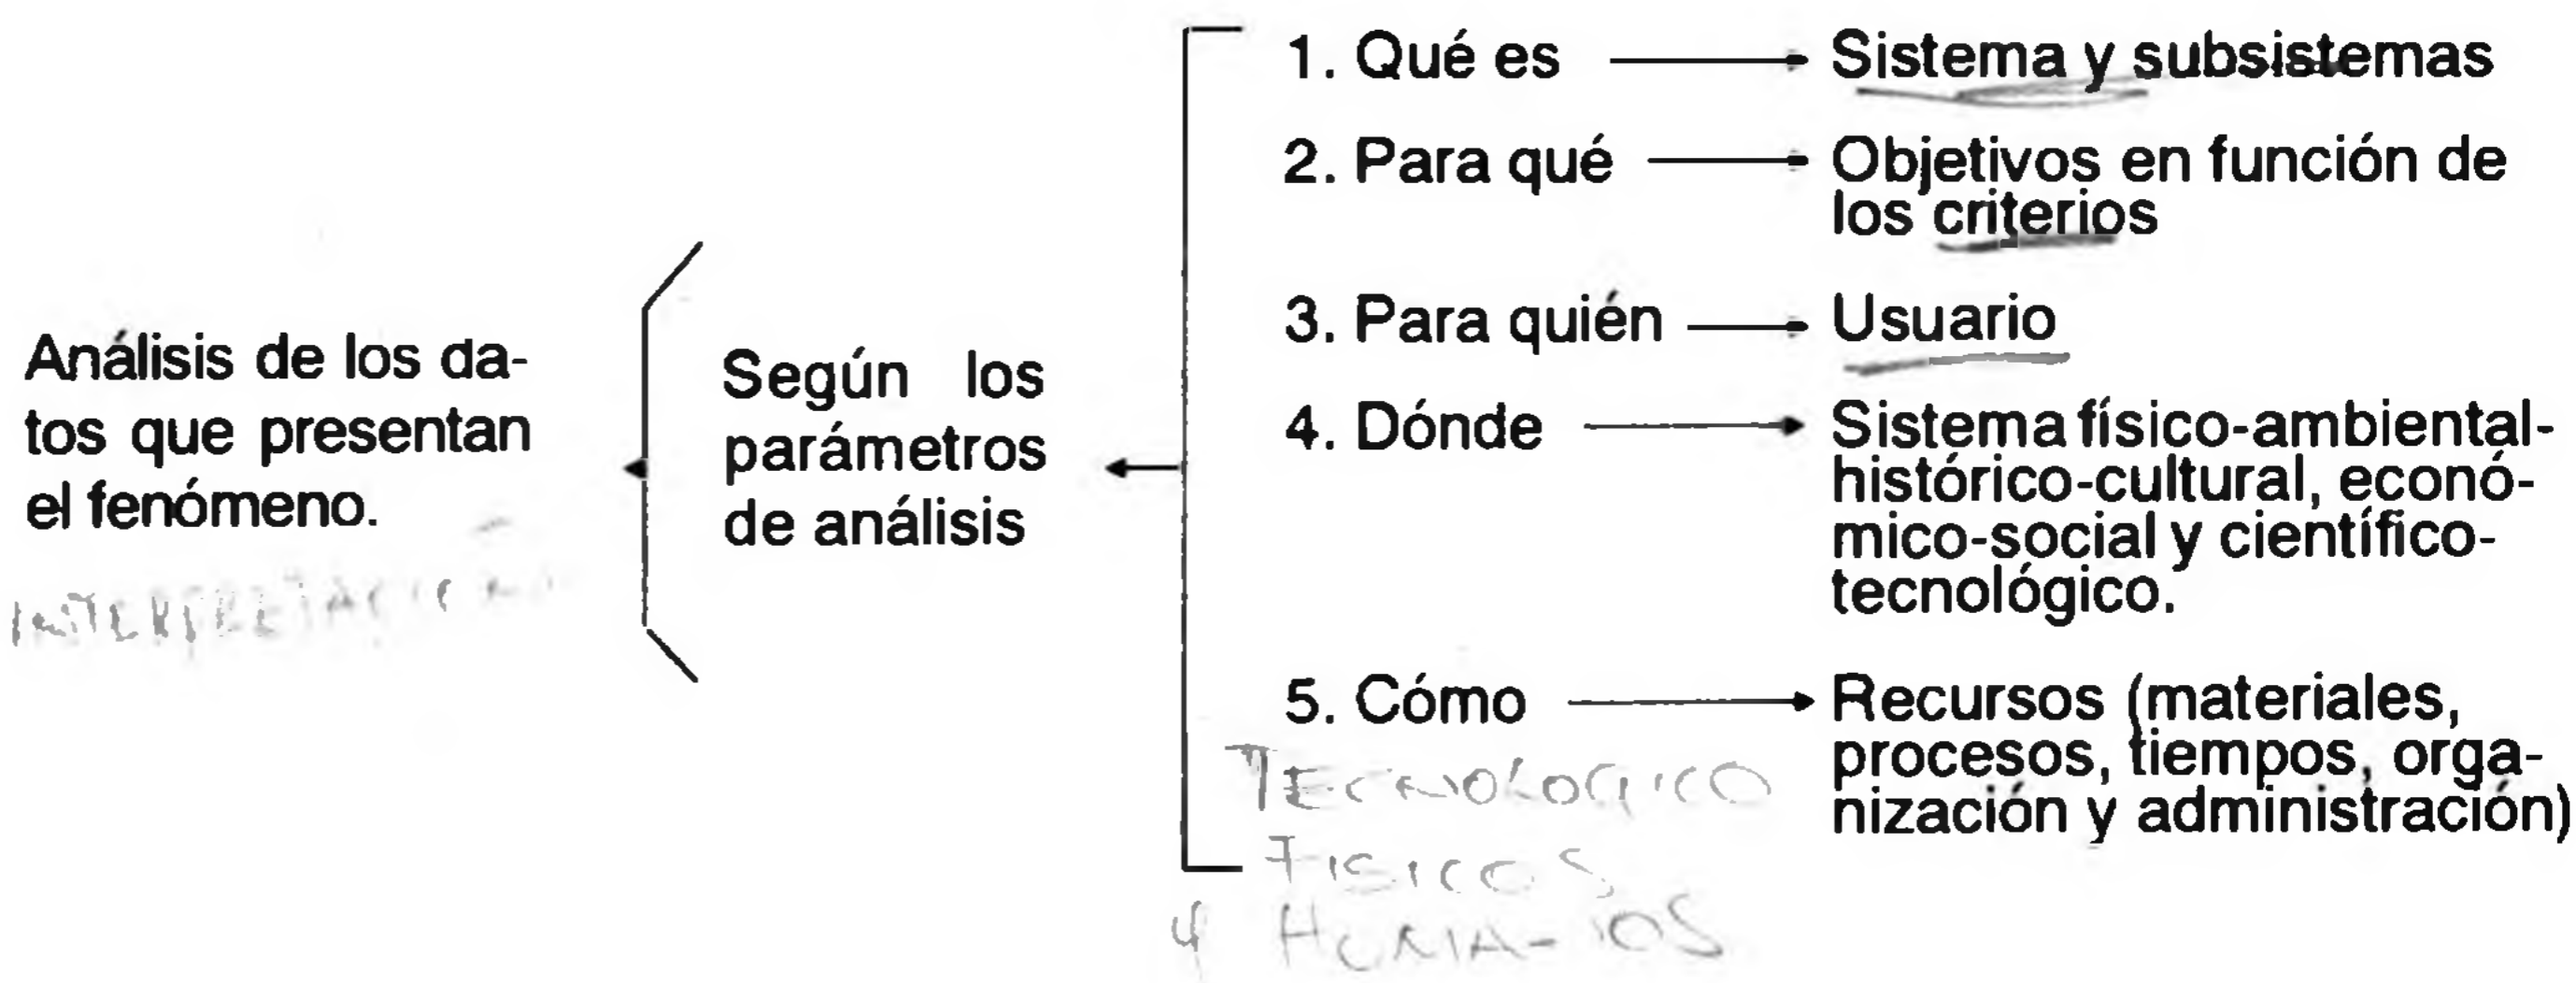 Análisis de los da-
tos que presentan
el fenómeno.
INTERPRETACIÓN
Según los
parámetros
de análisis
1. Qué es
Sistema y subsistemas
2. Para qué
Objetivos en función de
los criterios
3. Para quién
Usuario
4. Dónde
Sistema físico-ambiental-
histórico-cultural, econó-
mico-social y científico-
tecnológico.
5. Cómo
Recursos (materiales,
procesos, tiempos, orga-
nización y administración)
TECNOLOGICO
FISICOS
Y HUMANOS